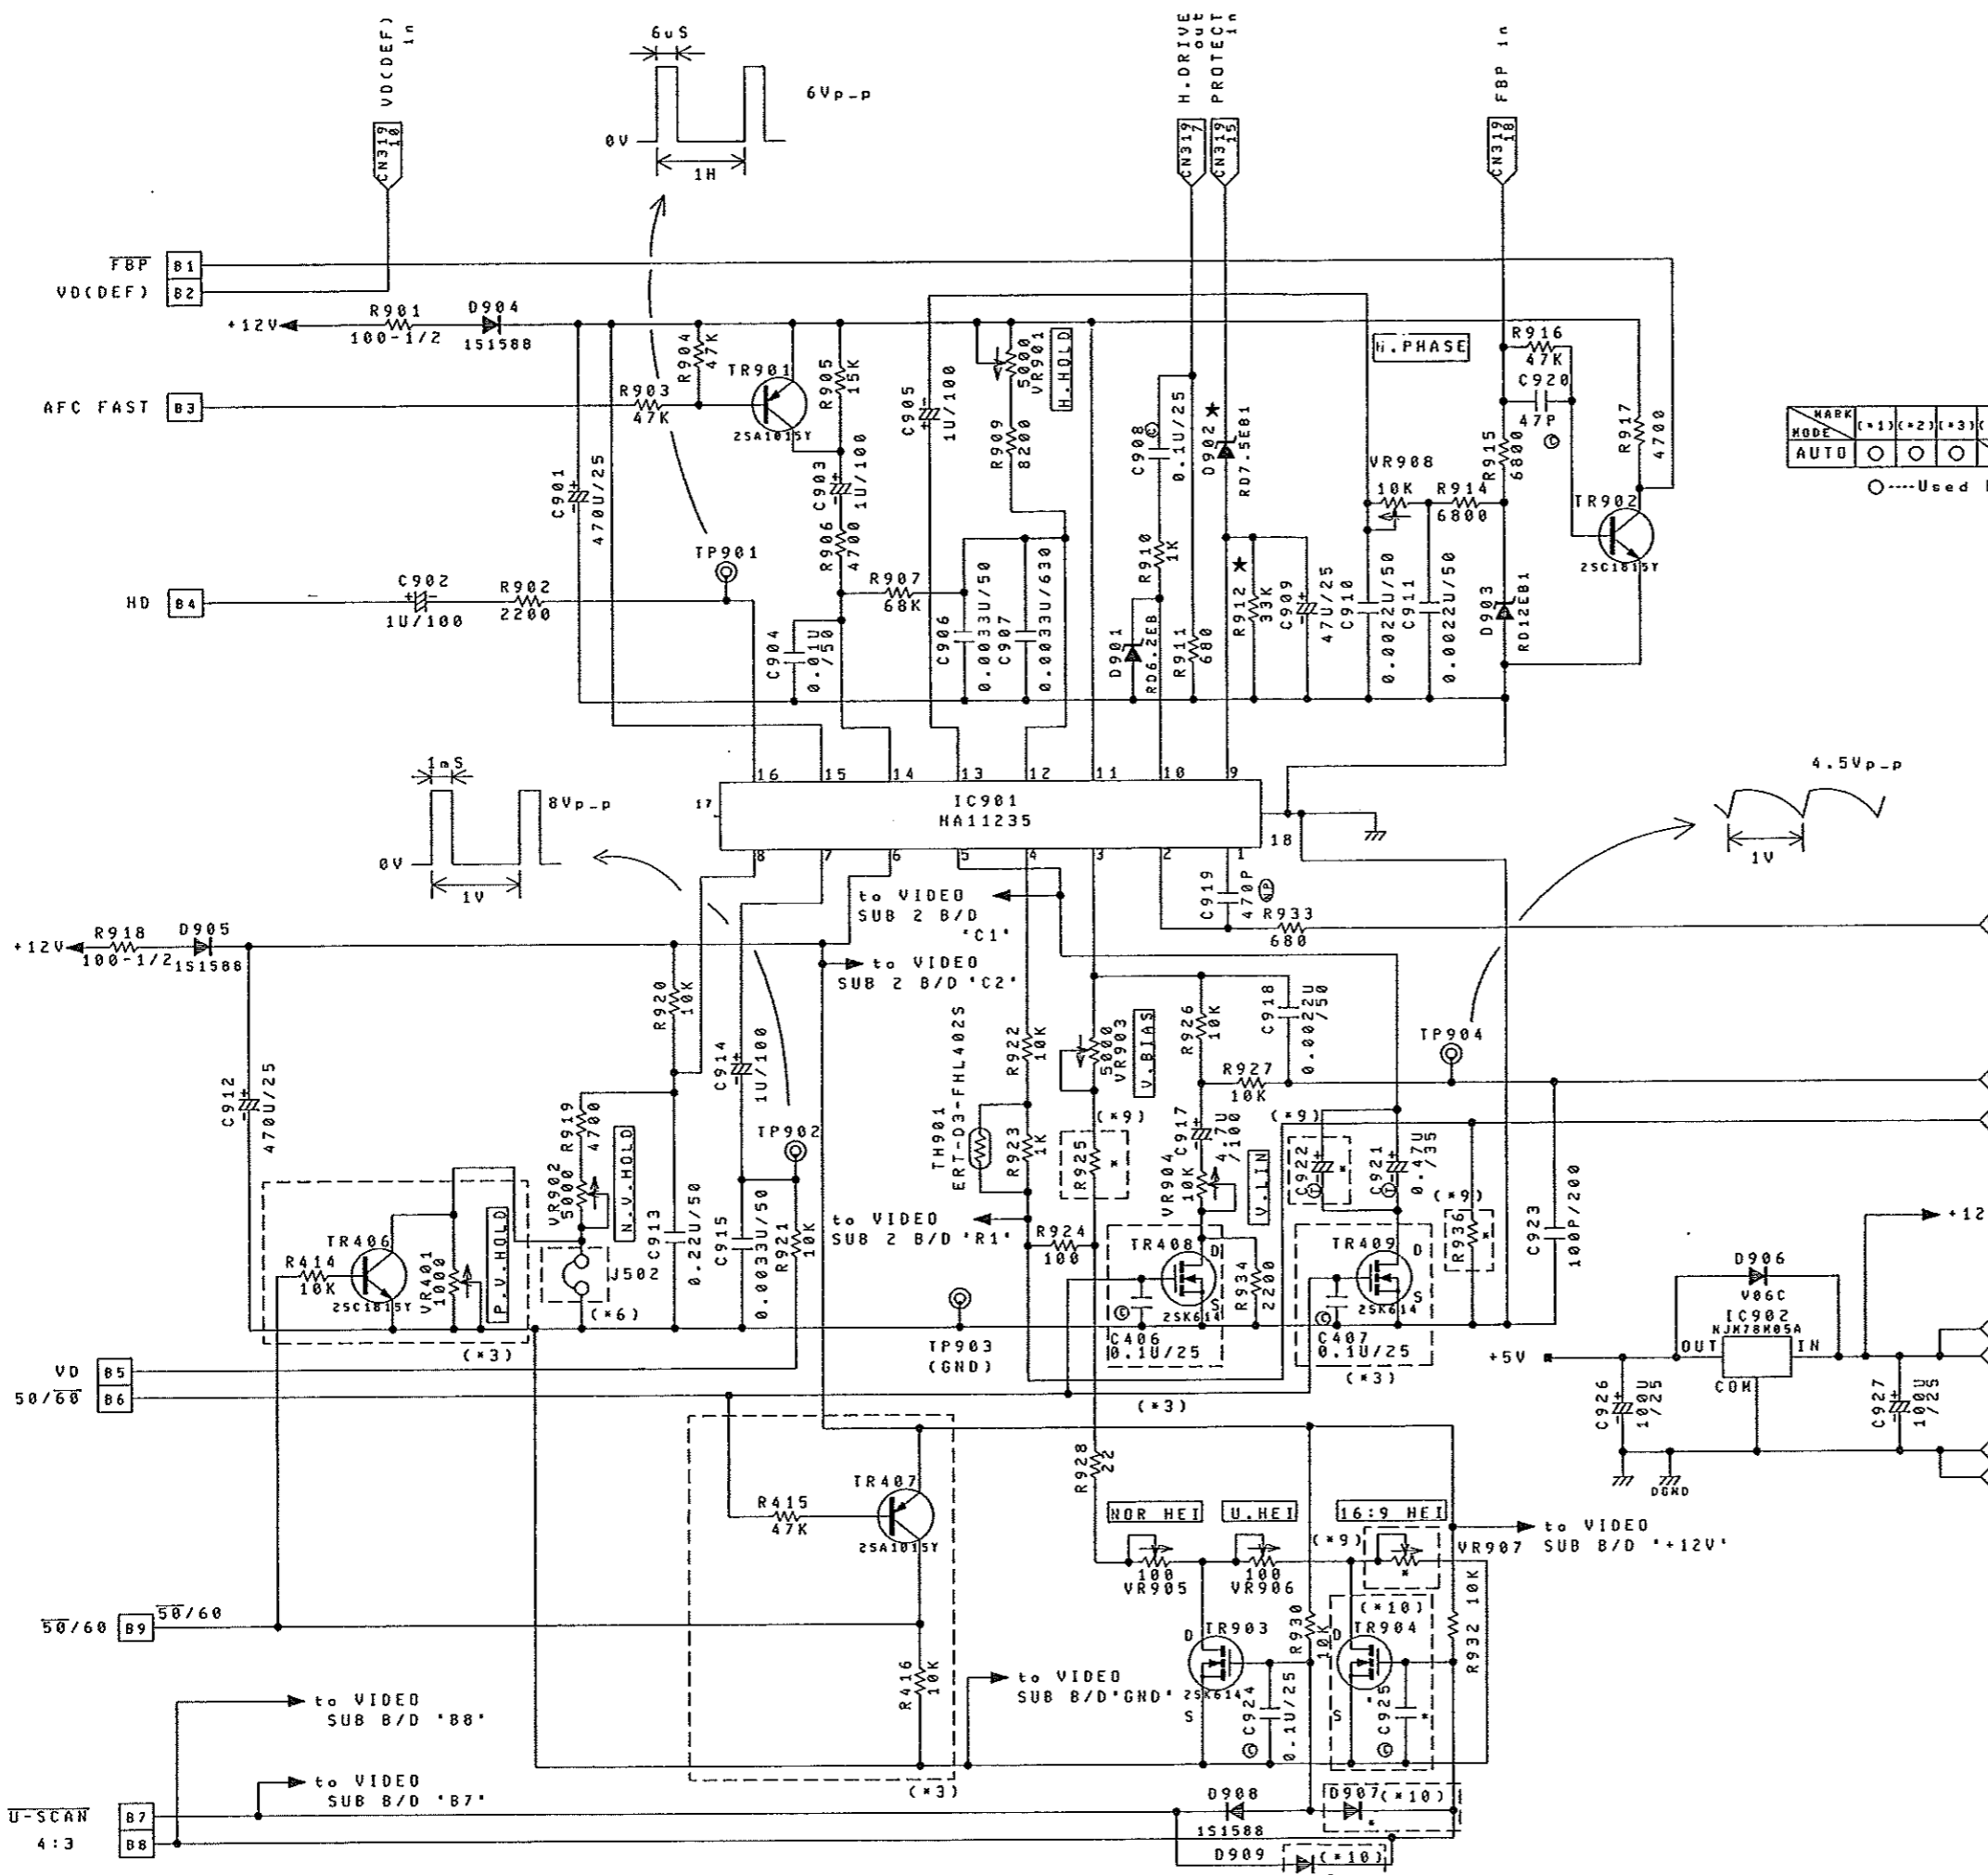 VD(DEF) in
CN319 10
6uS
6Vp-p
0V
1H
H.DRIVE out
CN319 7
PROTECT in
CN319 15
FBP in
CN319 18
FBP B1
VD(DEF) B2
+12V
R901
100-1/2
D904
1S1588
R904
47K
AFC FAST B3
R903
47K
TR901
2SA1015Y
R905
15K
C901
470U/25
C903
1U/100
R906
4700
C905
1U/100
VR901
5000
H.HOLD
R909
8200
C908
0.1U/25
D902 ★
RD7.5EB1
H.PHASE
R916
47K
C920
47P
R915
6800
R917
4700
VR908
10K
R914
6800
TR902
2SC1815Y
MARK
MODE
(*1) (*2) (*3)
AUTO ○ ○ ○
○----Used
HD B4
C902
1U/100
R902
2200
TP901
R907
68K
C904
0.01U
/50
C906
0.0033U/50
C907
0.0033U/630
R910
1K
D901
RD6.2EB
R911
680
R912 ★
33K
C909
47U/25
C910
0.0022U/50
C911
0.0022U/50
D903
RD12EB1
16 15 14 13 12 11 10 9
17
IC901
HA11235
18
8 7 6 5 4 3 2 1
1mS
8Vp-p
0V
1V
4.5Vp-p
1V
to VIDEO
SUB 2 B/D
"C1"
C919
470P
NP
R933
680
+12V
R918
100-1/2
D905
1S1588
to VIDEO
SUB 2 B/D "C2"
R920
10K
C914
1U/100
C912
470U/25
R919
4700
VR902
5000
N.V.HOLD
TP902
TH901
ERT-D3-FHL402S
R922
10K
R923
1K
VR903
5000
V.BIAS
R926
10K
C918
0.0022U
/50
R927
10K
TP904
(*9)
R925
*
C917
4.7U
/100
VR904
10K
V.LIN
(*9)
C922
*
C921
0.47U
/35
(*9)
R936
*
C923
100P/200
to VIDEO
SUB 2 B/D "R1"
R924
100
R414
10K
TR406
2SC1815Y
VR401
1000
P.V.HOLD
(*3)
J502
(*6)
C913
0.22U/50
C915
0.0033U/50
R921
10K
TP903
(GND)
TR408
2SK614
D
S
C406
0.1U/25
R934
2200
TR409
2SK614
D
S
C407
0.1U/25
(*3)
(*3)
+12
D906
V06C
IC902
NJM78M05A
OUT
IN
COM
+5V
C926
100U
/25
C927
100U
/25
DGND
VD B5
50/60 B6
R415
47K
TR407
2SA1015Y
R928
22
NOR HEI
U.HEI
16:9 HEI
100
VR905
100
VR906
(*9)
*
VR907
to VIDEO
SUB B/D "+12V"
50/60 B9
50/60
R416
10K
(*3)
TR903
2SK614
D
S
R930
10K
(*10)
TR904
*
D
S
R932 10K
C924
0.1U/25
C925
*
to VIDEO
SUB B/D "GND"
to VIDEO
SUB B/D "B8"
to VIDEO
SUB B/D "B7"
U-SCAN B7
4:3 B8
D908
1S1588
D907 (*10)
*
D909
(*10)